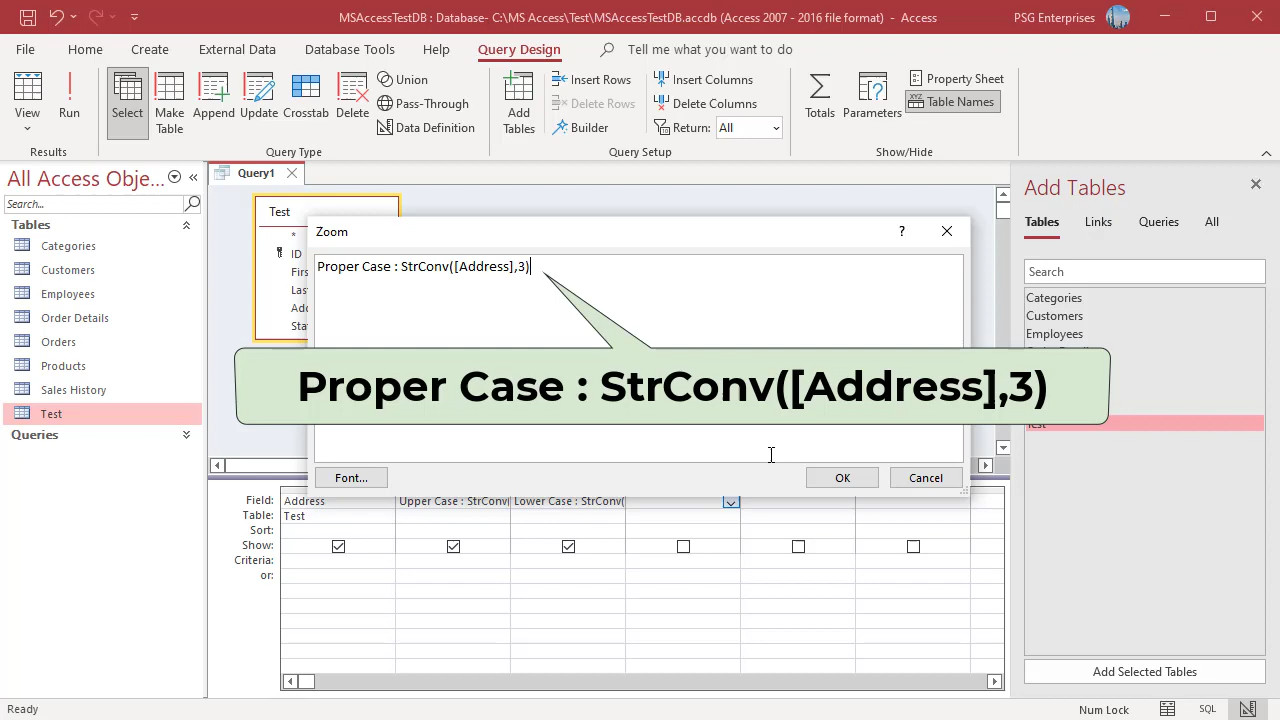 MSAccessTestDB : Database- C:\MS Access\Test\MSAccessTestDB.accdb (Access 2007 - 2016 file format) - Access
PSG Enterprises
File Home Create External Data Database Tools Help Query Design Tell me what you want to do
View
Run
Select
Make
Table
Append
Update
Crosstab
Delete
Union
Pass-Through
Data Definition
Add
Tables
Insert Rows
Delete Rows
Builder
Insert Columns
Delete Columns
Return: All
Totals
Parameters
Property Sheet
Table Names
Results
Query Type
Query Setup
Show/Hide
All Access Obje...
Search...
Tables
Categories
Customers
Employees
Order Details
Orders
Products
Sales History
Test
Queries
Query1
Test
*
ID
Firs
Las
Add
Sta
Zoom
?
Proper Case : StrConv([Address],3)
Proper Case : StrConv([Address],3)
Font...
OK
Cancel
Field: Address Upper Case : StrConv( Lower Case : StrConv(
Table: Test
Sort:
Show:
Criteria:
or:
Add Tables
Tables Links Queries All
Search
Categories
Customers
Employees
Test
Add Selected Tables
Ready
Num Lock
SQL